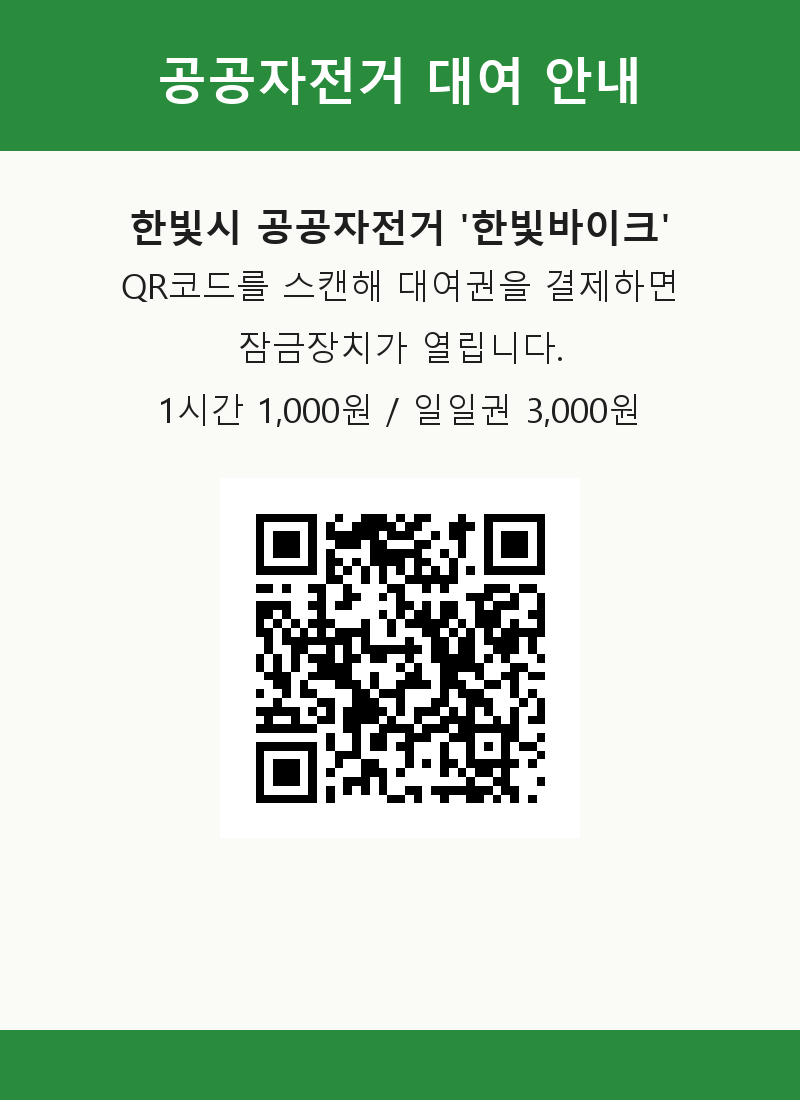 공공자전거 대여 안내
한빛시 공공자전거 '한빛바이크'
QR코드를 스캔해 대여권을 결제하면
잠금장치가 열립니다.
1시간 1,000원 / 일일권 3,000원